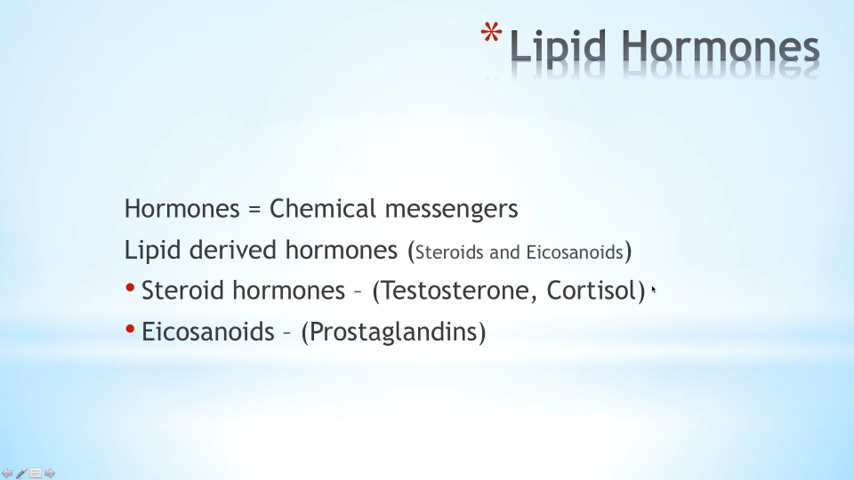 * Lipid Hormones
Hormones = Chemical messengers
Lipid derived hormones (Steroids and Eicosanoids)
• Steroid hormones – (Testosterone, Cortisol)
• Eicosanoids – (Prostaglandins)